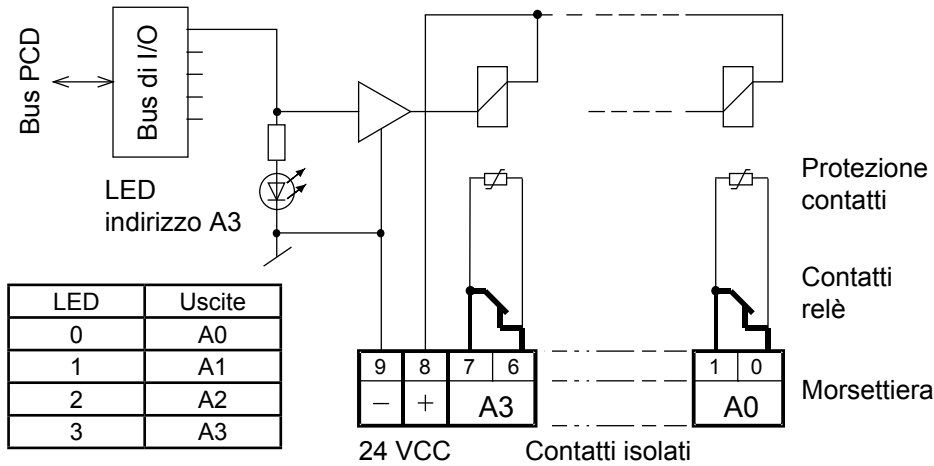 Bus PCD
Bus di I/O
LED
indirizzo A3
Protezione
contatti
Contatti
relè
LED Uscite
0 A0
1 A1
2 A2
3 A3
9 8 7 6 1 0
− + A3 A0
Morsettiera
24 VCC Contatti isolati